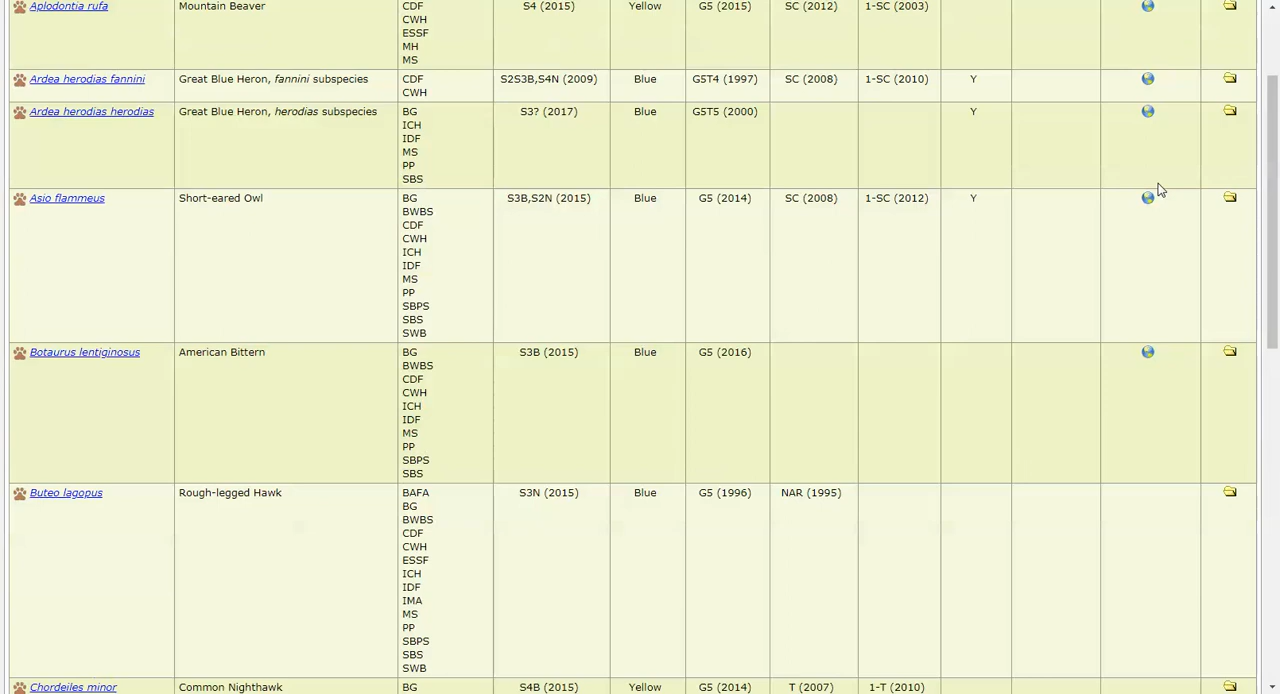 Aplodontia rufa Mountain Beaver CDF S4 (2015) Yellow G5 (2015) SC (2012) 1-SC (2003)
CWH
ESSF
MH
MS
Ardea herodias fannini Great Blue Heron, fannini subspecies CDF S2S3B,S4N (2009) Blue G5T4 (1997) SC (2008) 1-SC (2010) Y
CWH
Ardea herodias herodias Great Blue Heron, herodias subspecies BG S3? (2017) Blue G5T5 (2000) Y
ICH
IDF
MS
PP
SBS
Asio flammeus Short-eared Owl BG S3B,S2N (2015) Blue G5 (2014) SC (2008) 1-SC (2012) Y
BWBS
CDF
CWH
ICH
IDF
MS
PP
SBPS
SBS
SWB
Botaurus lentiginosus American Bittern BG S3B (2015) Blue G5 (2016)
BWBS
CDF
CWH
ICH
IDF
MS
PP
SBPS
SBS
Buteo lagopus Rough-legged Hawk BAFA S3N (2015) Blue G5 (1996) NAR (1995)
BG
BWBS
CDF
CWH
ESSF
ICH
IDF
IMA
MS
PP
SBPS
SBS
SWB
Chordeiles minor Common Nighthawk BG S4B (2015) Yellow G5 (2014) T (2007) 1-T (2010)